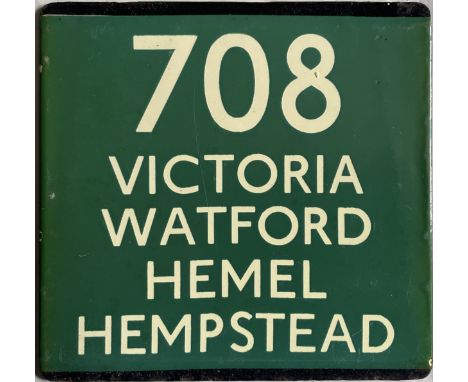 708
VICTORIA
WATFORD
HEMEL
HEMPSTEAD